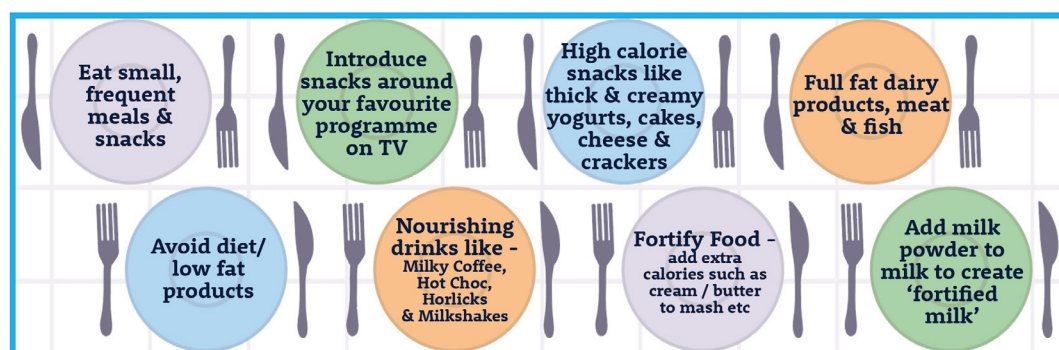 Eat small,
frequent
meals &
snacks
Introduce
snacks around
your favourite
programme
on TV
High calorie
snacks like
thick & creamy
yogurts, cakes,
cheese &
crackers
Full fat dairy
products, meat
& fish
Avoid diet/
low fat
products
Nourishing
drinks like -
Milky Coffee,
Hot Choc,
Horlicks
& Milkshakes
Fortify Food -
add extra
calories such as
cream / butter
to mash etc
Add milk
powder to
milk to create
‘fortified
milk’